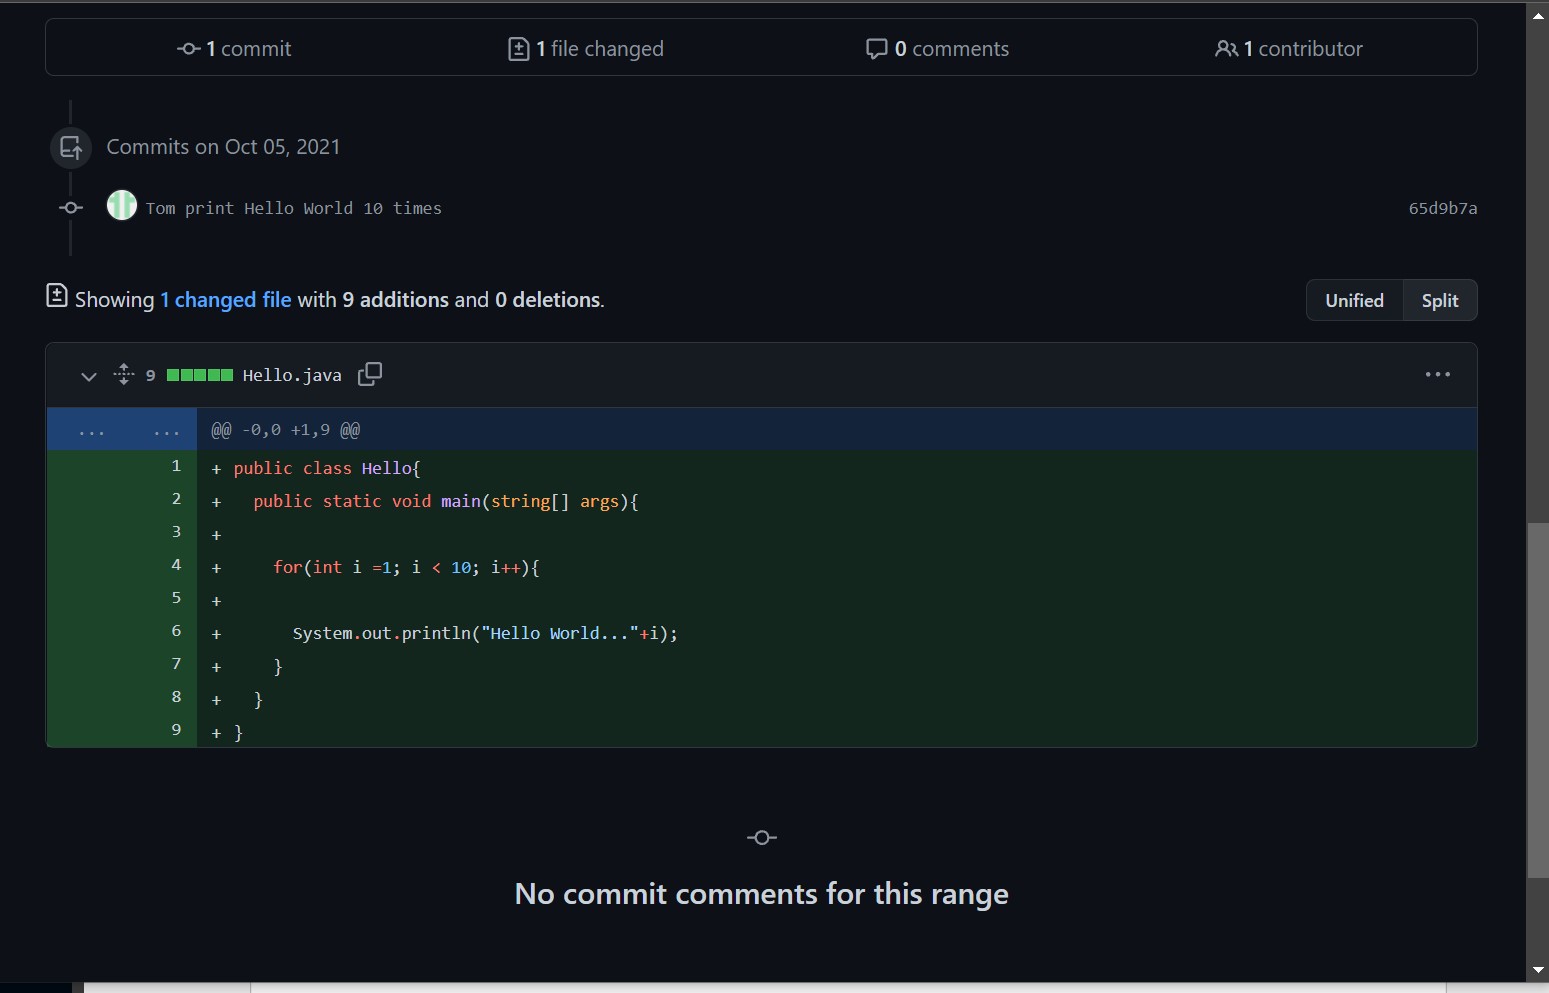 1 commit
1 file changed
0 comments
1 contributor
Commits on Oct 05, 2021
Tom print Hello World 10 times
65d9b7a
Showing 1 changed file with 9 additions and 0 deletions.
Unified
Split
9 Hello.java
... ... @@ -0,0 +1,9 @@
1 + public class Hello{
2 +   public static void main(string[] args){
3 +
4 +     for(int i =1; i < 10; i++){
5 +
6 +       System.out.println("Hello World..."+i);
7 +     }
8 +   }
9 + }
No commit comments for this range